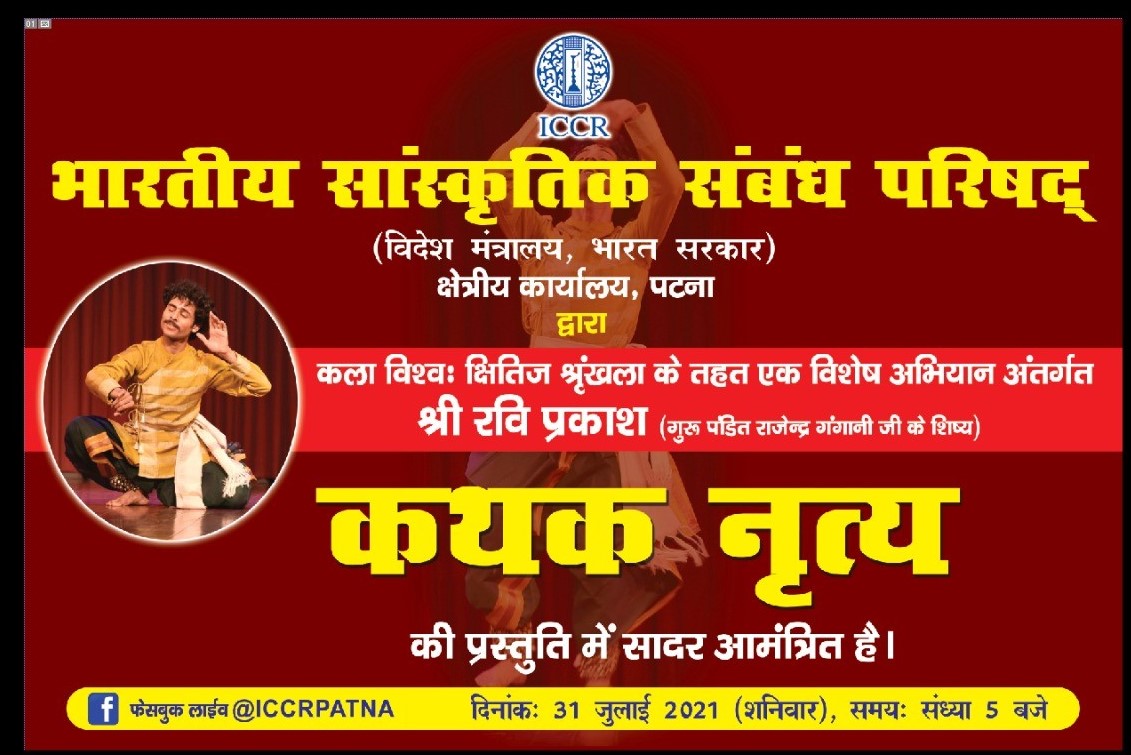 01
ICCR
भारतीय सांस्कृतिक संबंध परिषद्
(विदेश मंत्रालय, भारत सरकार)
क्षेत्रीय कार्यालय, पटना
द्वारा
कला विश्वः क्षितिज श्रृंखला के तहत एक विशेष अभियान अंतर्गत
श्री रवि प्रकाश (गुरू पंडित राजेन्द्र गंगानी जी के शिष्य)
कथक नृत्य
की प्रस्तुति में सादर आमंत्रित है।
फेसबुक लाईव @ICCRPATNA दिनांकः 31 जुलाई 2021 (शनिवार), समयः संध्या 5 बजे